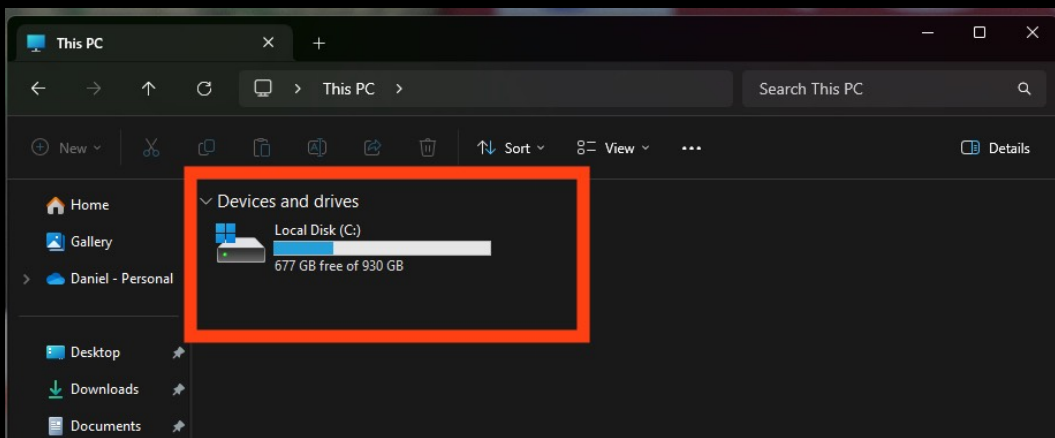 This PC
This PC
Search This PC
New
Sort
View
Details
Home
Gallery
Daniel - Personal
Desktop
Downloads
Documents
Devices and drives
Local Disk (C:)
677 GB free of 930 GB